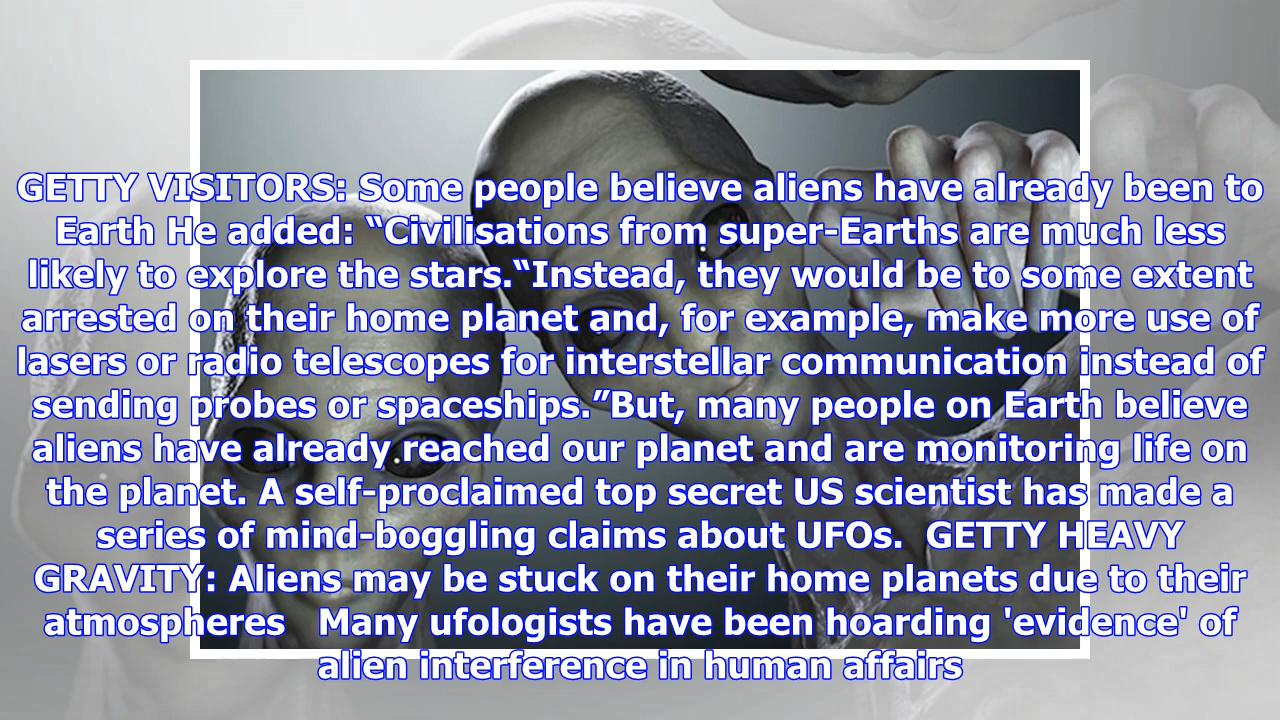 GETTY VISITORS: Some people believe aliens have already been to
Earth He added: “Civilisations from super-Earths are much less
likely to explore the stars.“Instead, they would be to some extent
arrested on their home planet and, for example, make more use of
lasers or radio telescopes for interstellar communication instead of
sending probes or spaceships.”But, many people on Earth believe
aliens have already reached our planet and are monitoring life on
the planet. A self-proclaimed top secret US scientist has made a
series of mind-boggling claims about UFOs.  GETTY HEAVY
GRAVITY: Aliens may be stuck on their home planets due to their
atmospheres   Many ufologists have been hoarding 'evidence' of
alien interference in human affairs